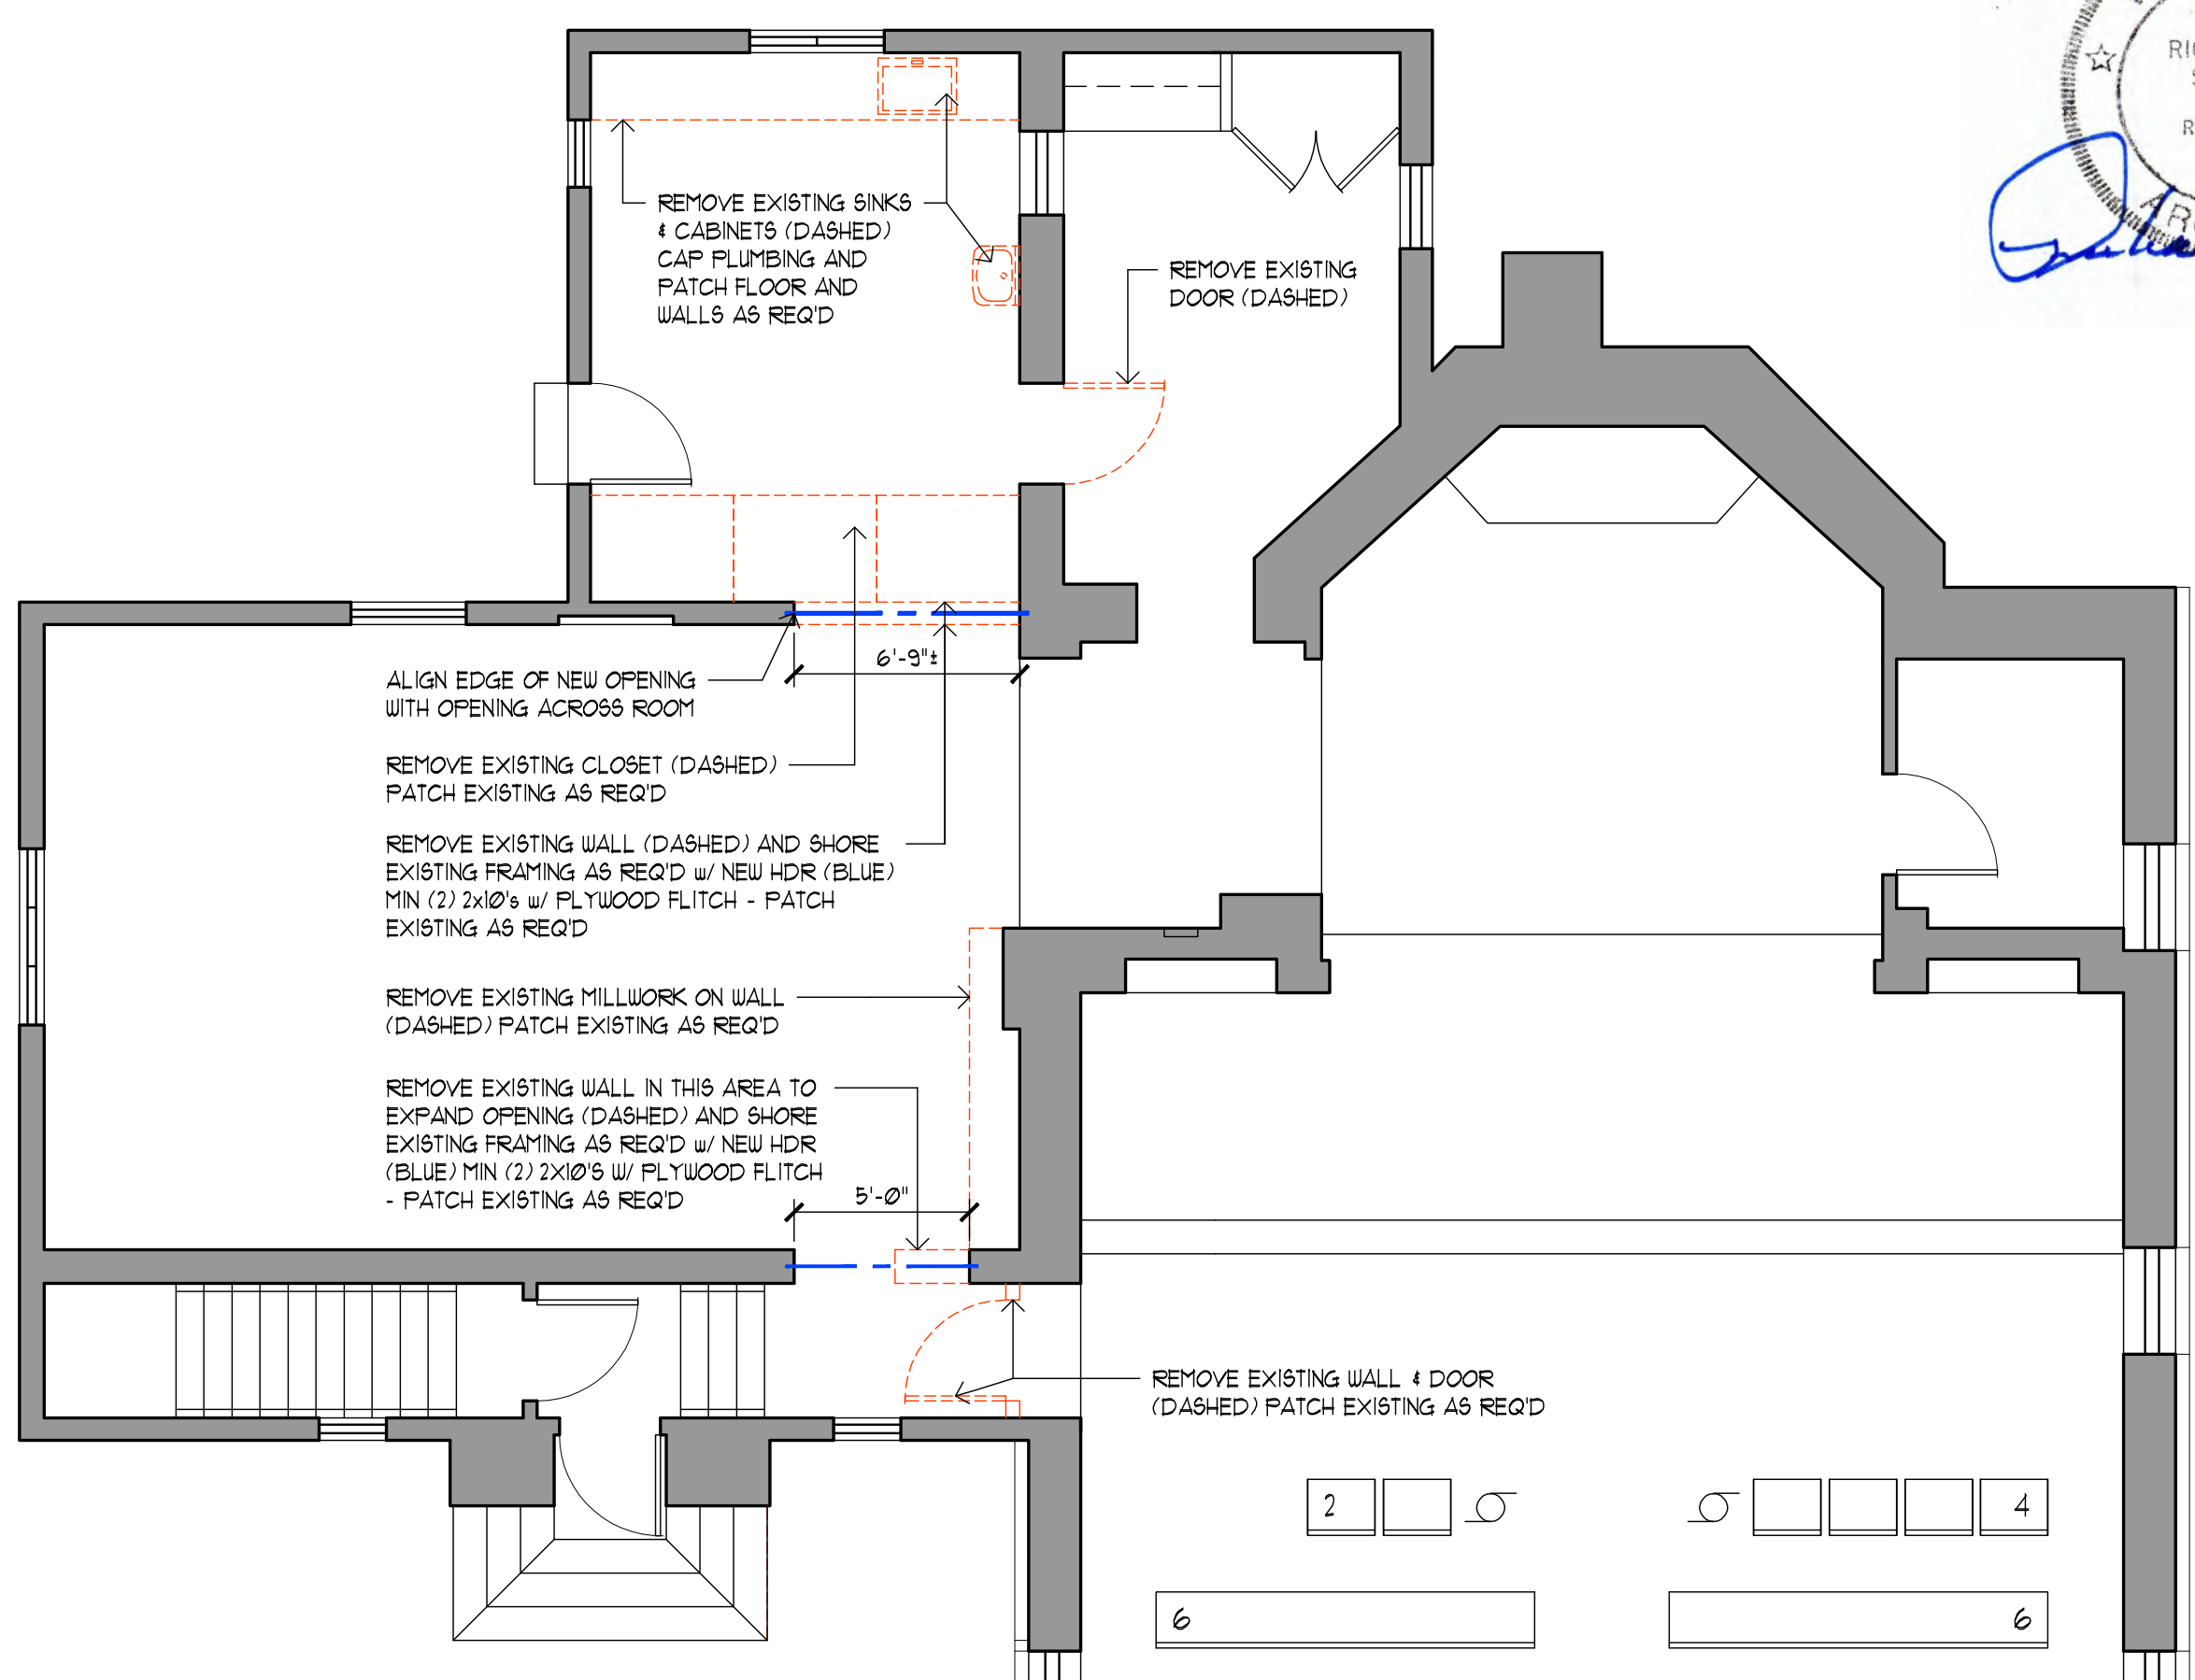 REMOVE EXISTING SINKS
& CABINETS (DASHED)
CAP PLUMBING AND
PATCH FLOOR AND
WALLS AS REQ'D
REMOVE EXISTING
DOOR (DASHED)
6'-9"±
ALIGN EDGE OF NEW OPENING
WITH OPENING ACROSS ROOM
REMOVE EXISTING CLOSET (DASHED)
PATCH EXISTING AS REQ'D
REMOVE EXISTING WALL (DASHED) AND SHORE
EXISTING FRAMING AS REQ'D w/ NEW HDR (BLUE)
MIN (2) 2x10's w/ PLYWOOD FLITCH - PATCH
EXISTING AS REQ'D
REMOVE EXISTING MILLWORK ON WALL
(DASHED) PATCH EXISTING AS REQ'D
REMOVE EXISTING WALL IN THIS AREA TO
EXPAND OPENING (DASHED) AND SHORE
EXISTING FRAMING AS REQ'D w/ NEW HDR
(BLUE) MIN (2) 2X10'S W/ PLYWOOD FLITCH
- PATCH EXISTING AS REQ'D
5'-0"
REMOVE EXISTING WALL & DOOR
(DASHED) PATCH EXISTING AS REQ'D
2
4
6
6